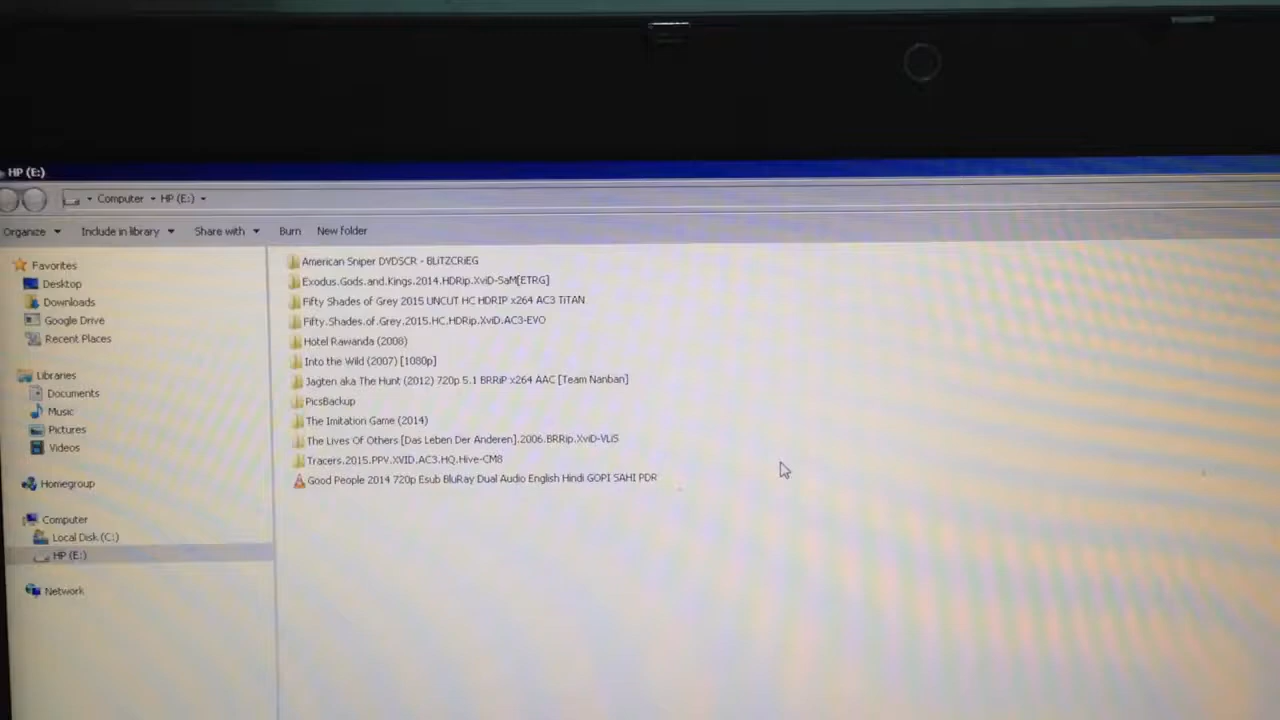 HP (E:)
Computer HP (E:)
Organize Include in library Share with Burn New folder
Favorites
Desktop
Downloads
Google Drive
Recent Places
Libraries
Documents
Music
Pictures
Videos
Homegroup
Computer
Local Disk (C:)
HP (E:)
Network
American Sniper DVDSCR - BLiTZCRiEG
Exodus.Gods.and.Kings.2014.HDRip.XviD-SaM[ETRG]
Fifty Shades of Grey 2015 UNCUT HC HDRIP x264 AC3 TiTAN
Fifty.Shades.of.Grey.2015.HC.HDRip.XviD.AC3-EVO
Hotel Rawanda (2008)
Into the Wild (2007) [1080p]
Jagten aka The Hunt (2012) 720p 5.1 BRRiP x264 AAC [Team Nanban]
PicsBackup
The Imitation Game (2014)
The Lives Of Others [Das Leben Der Anderen].2006.BRRip.XviD-VLiS
Tracers.2015.PPV.XVID.AC3.HQ.Hive-CM8
Good People 2014 720p Esub BluRay Dual Audio English Hindi GOPI SAHI PDR